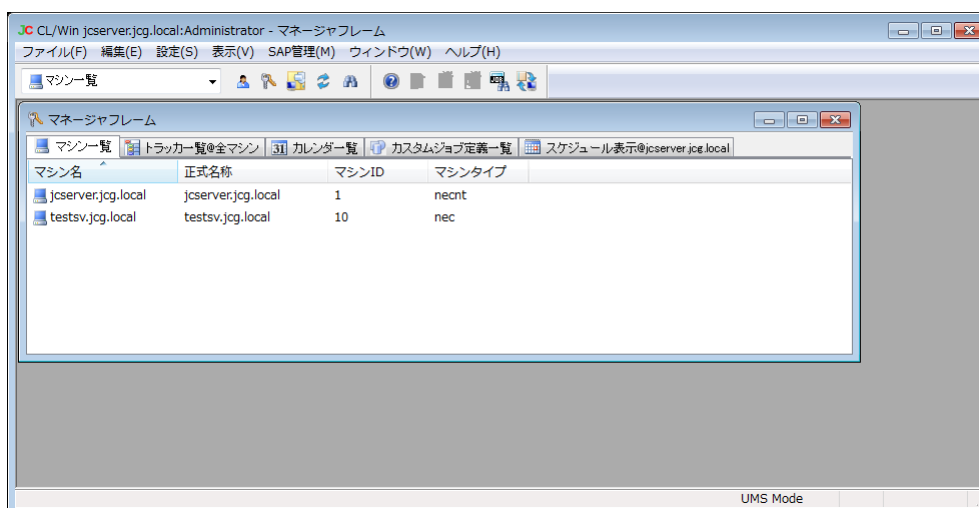 JC CL/Win jcserver.jcg.local:Administrator - マネージャフレーム
ファイル(F) 編集(E) 設定(S) 表示(V) SAP管理(M) ウィンドウ(W) ヘルプ(H)
マシン一覧
マネージャフレーム
マシン一覧 トラッカー一覧@全マシン 31 カレンダー一覧 カスタムジョブ定義一覧 スケジュール表示@jcserver.jcg.local
マシン名 正式名称 マシンID マシンタイプ
jcserver.jcg.local jcserver.jcg.local 1 necnt
testsv.jcg.local testsv.jcg.local 10 nec
UMS Mode